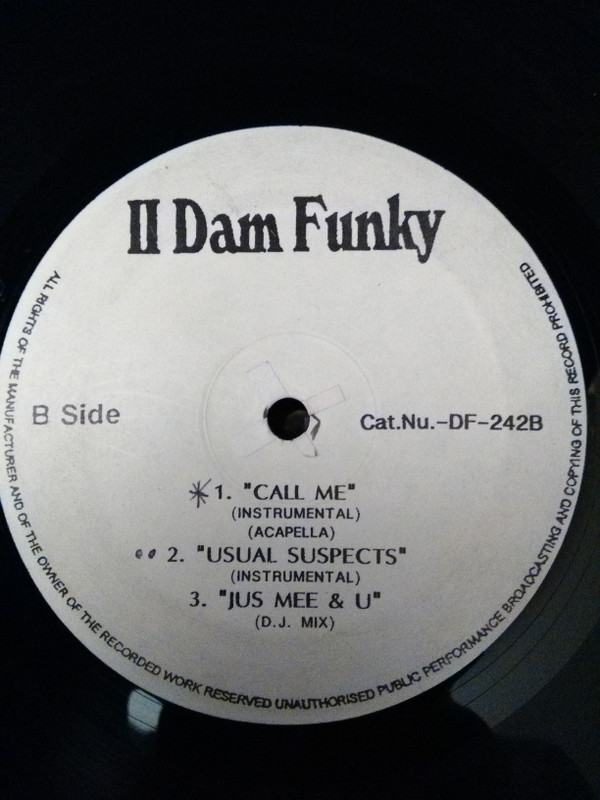 II Dam Funky
B Side
Cat.Nu.-DF-242B
1. "CALL ME"
(INSTRUMENTAL)
(ACAPELLA)
2. "USUAL SUSPECTS"
(INSTRUMENTAL)
3. "JUS MEE & U"
(D.J. MIX)
ALL RIGHTS OF THE MANUFACTURER AND OF THE OWNER OF THE RECORDED WORK RESERVED UNAUTHORISED PUBLIC PERFORMANCE BROADCASTING AND COPYING OF THIS RECORD PROHIBITED